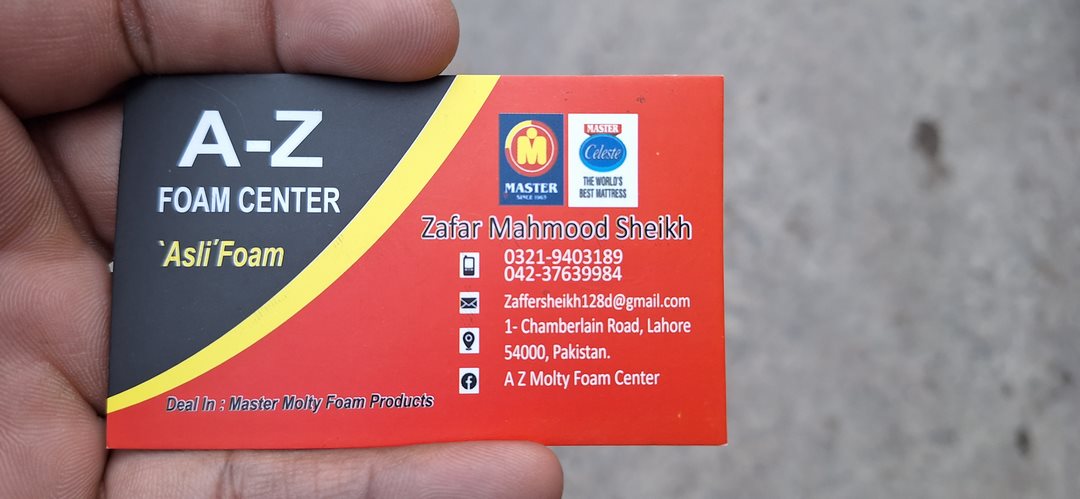 A-Z
FOAM CENTER
`Asli´Foam
M
MASTER
SINCE 1963
MASTER
Celeste
THE WORLD'S
BEST MATTRESS
Zafar Mahmood Sheikh
0321-9403189
042-37639984
Zaffersheikh128d@gmail.com
1- Chamberlain Road, Lahore
54000, Pakistan.
A Z Molty Foam Center
Deal In : Master Molty Foam Products